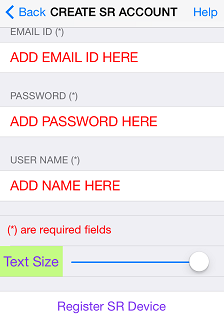 Back CREATE SR ACCOUNT Help
EMAIL ID (*)
ADD EMAIL ID HERE
PASSWORD (*)
ADD PASSWORD HERE
USER NAME (*)
ADD NAME HERE
(*) are required fields
Text Size
Register SR Device